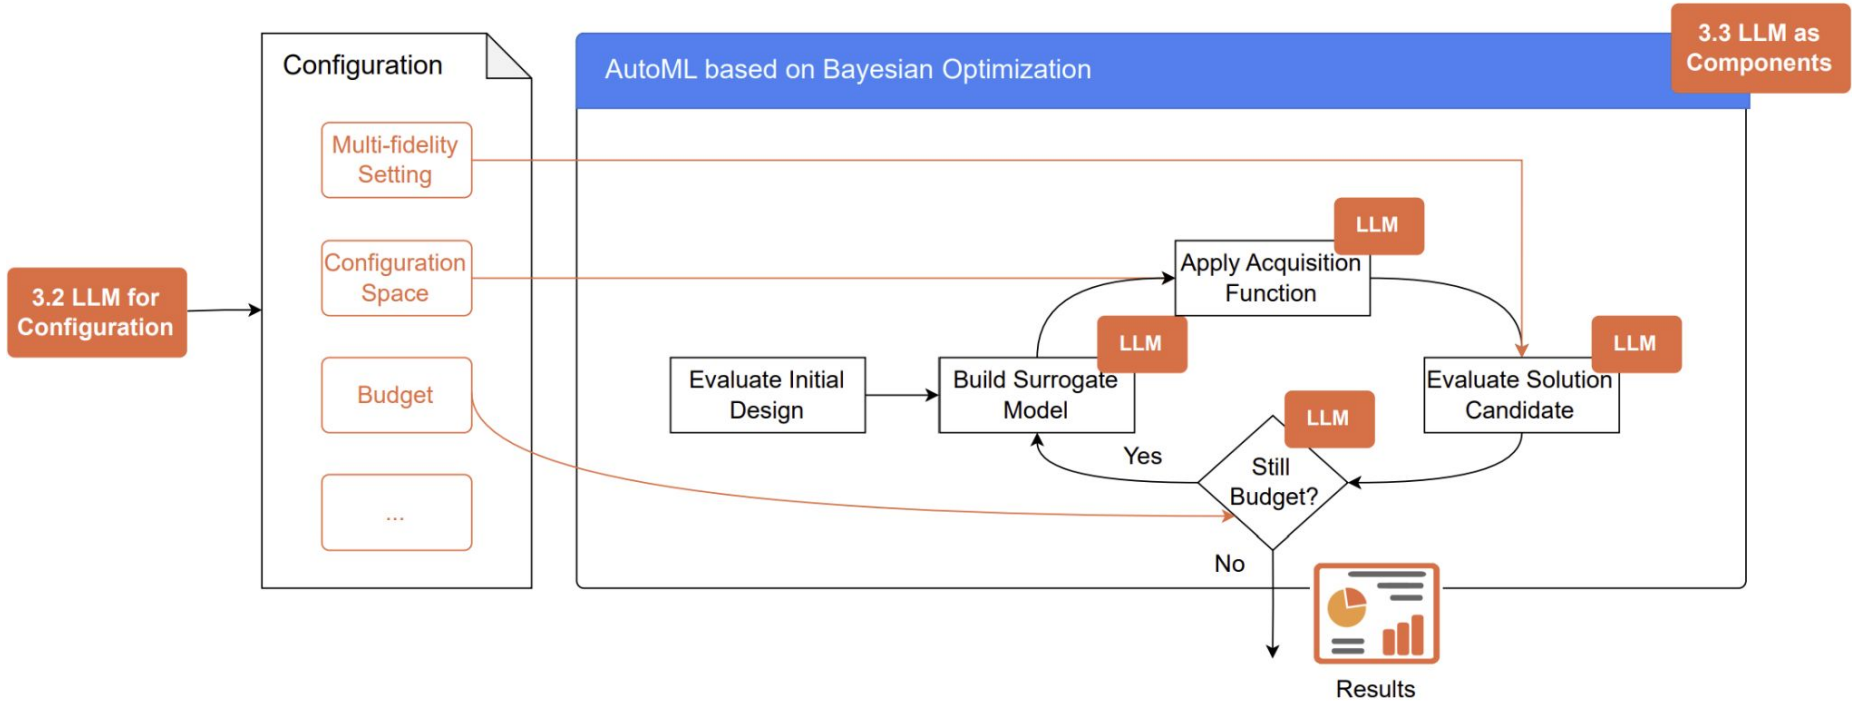 3.2 LLM for
Configuration
Configuration
Multi-fidelity
Setting
Configuration
Space
Budget
...
AutoML based on Bayesian Optimization
3.3 LLM as
Components
LLM
Apply Acquisition
Function
LLM
LLM
Evaluate Initial
Design
Build Surrogate
Model
Evaluate Solution
Candidate
LLM
Yes
Still
Budget?
No
Results